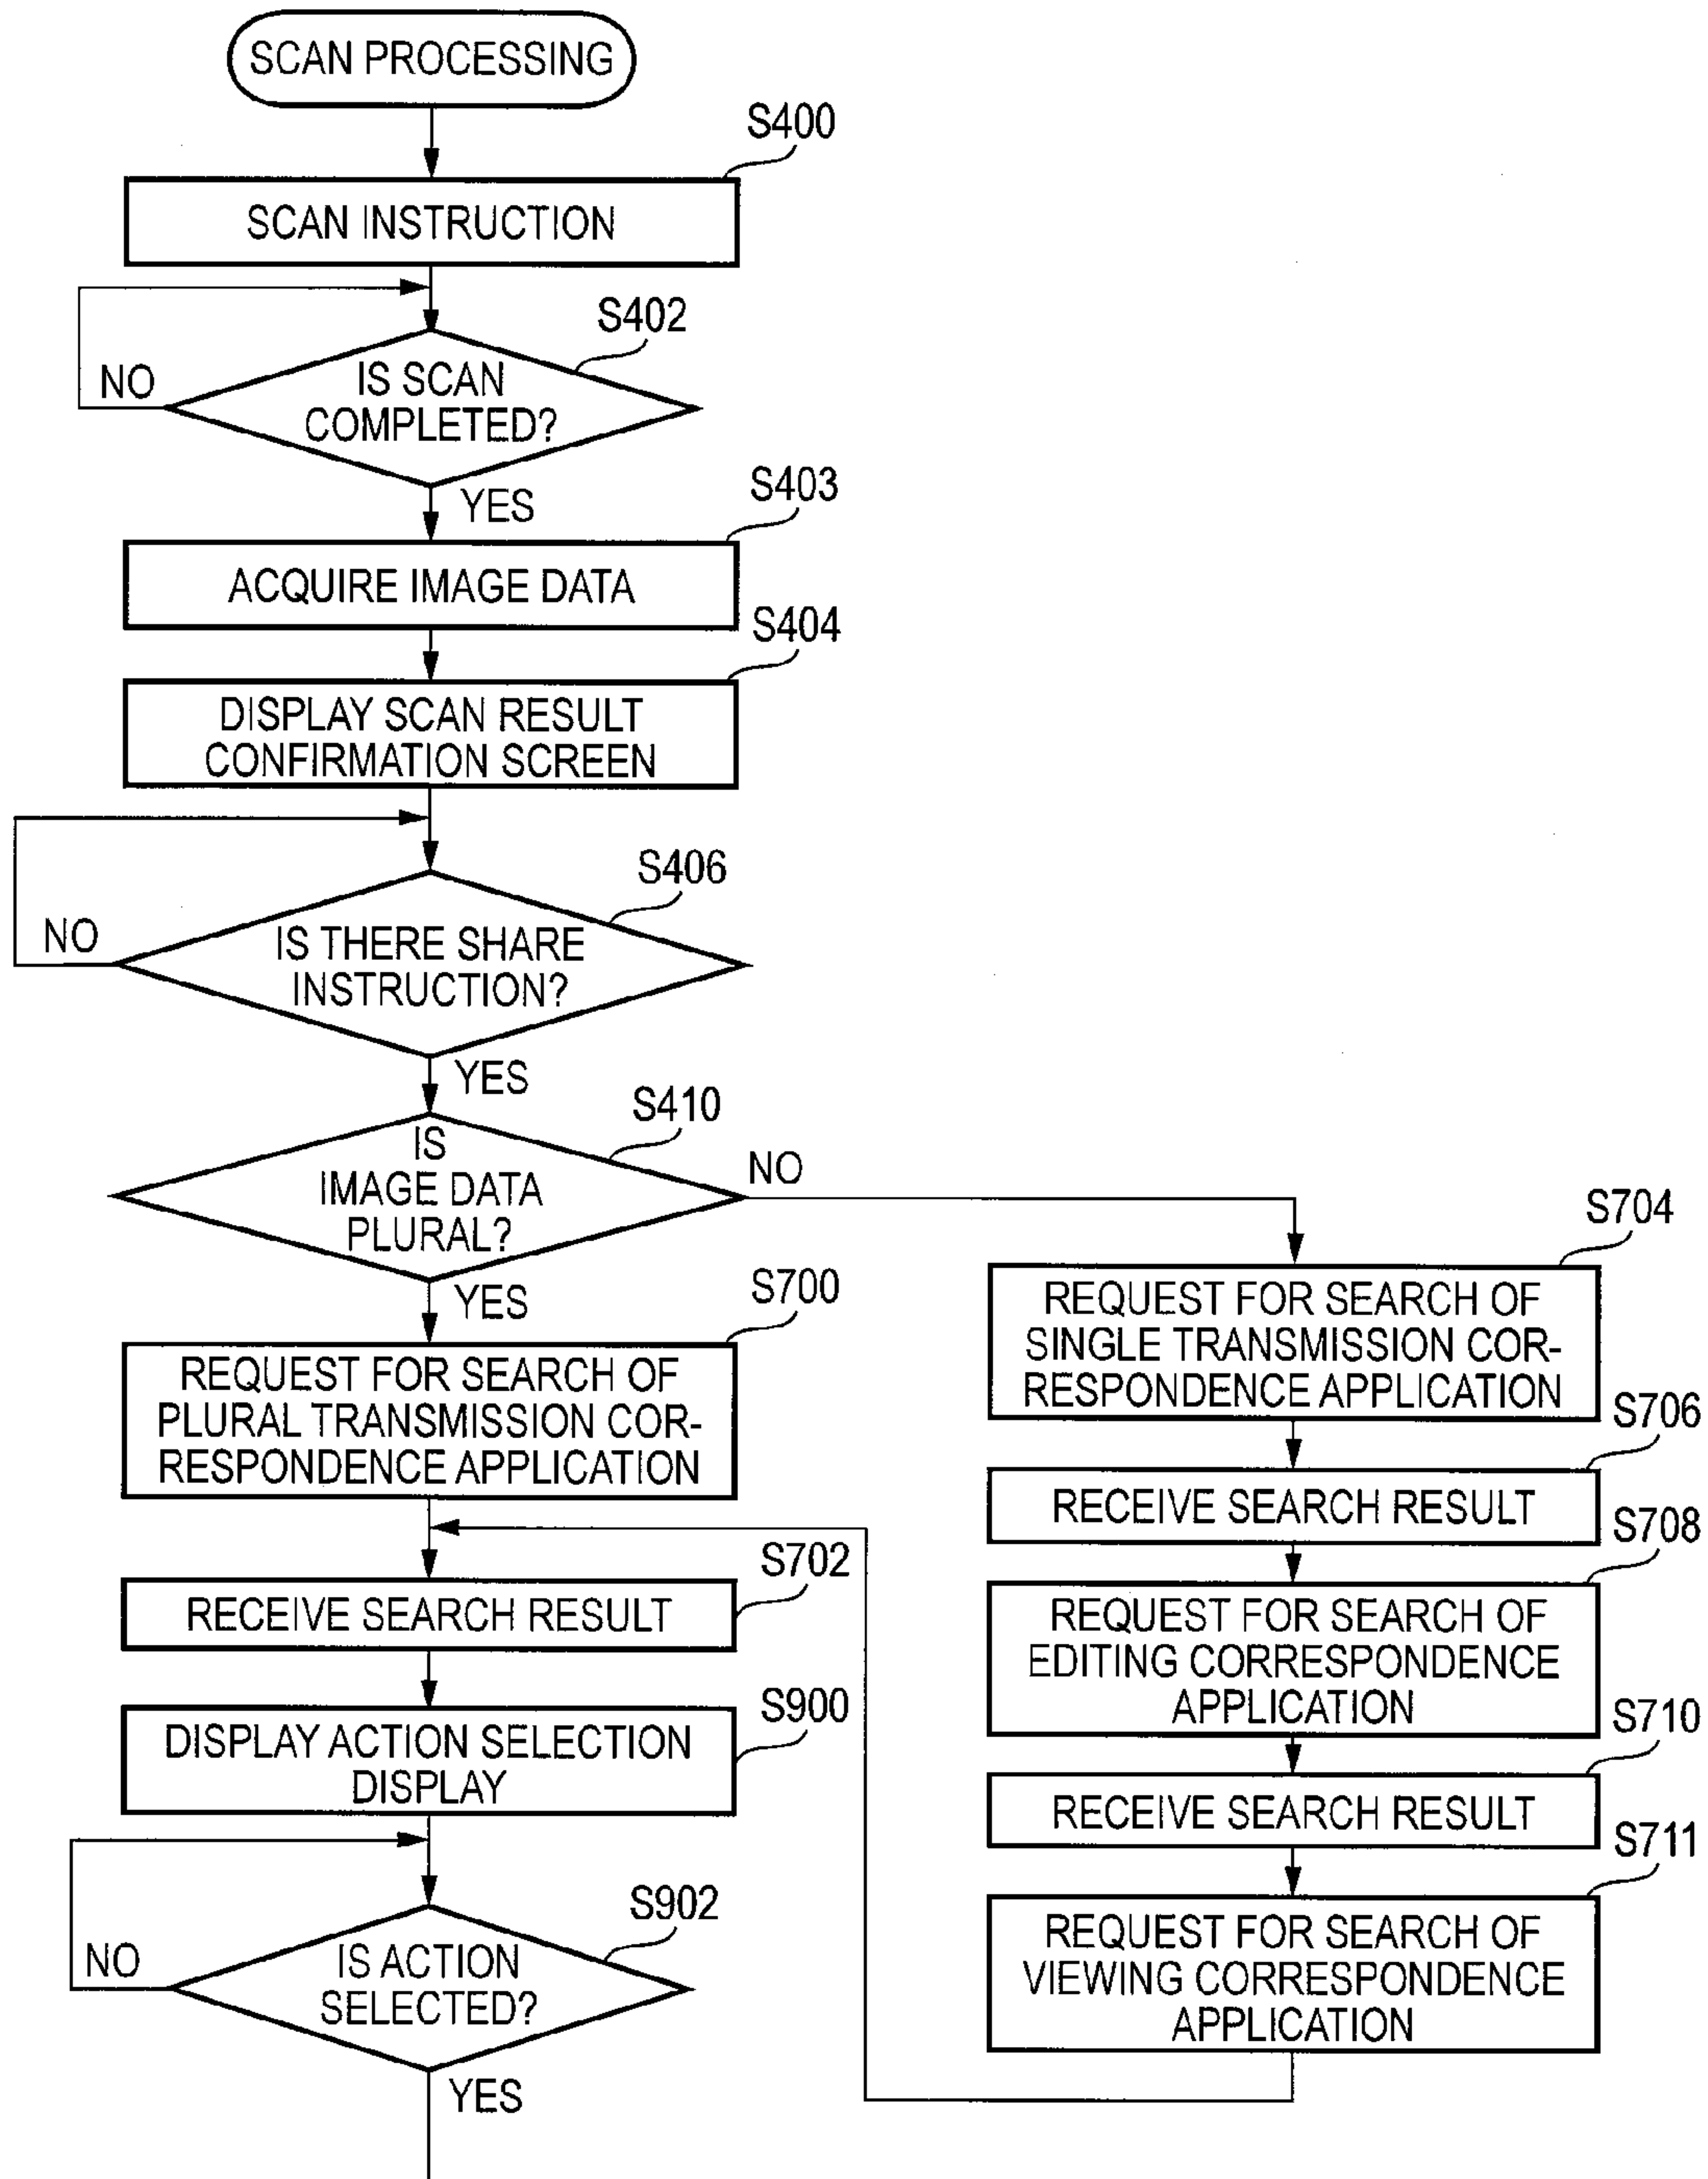 SCAN PROCESSING
S400
SCAN INSTRUCTION
S402
IS SCAN
COMPLETED?
NO
YES
S403
ACQUIRE IMAGE DATA
S404
DISPLAY SCAN RESULT
CONFIRMATION SCREEN
S406
IS THERE SHARE
INSTRUCTION?
NO
YES
S410
IS
IMAGE DATA
PLURAL?
NO
YES
S700
REQUEST FOR SEARCH OF
PLURAL TRANSMISSION COR-
RESPONDENCE APPLICATION
S702
RECEIVE SEARCH RESULT
S900
DISPLAY ACTION SELECTION
DISPLAY
S902
IS ACTION
SELECTED?
NO
YES
S704
REQUEST FOR SEARCH OF
SINGLE TRANSMISSION COR-
RESPONDENCE APPLICATION
S706
RECEIVE SEARCH RESULT
S708
REQUEST FOR SEARCH OF
EDITING CORRESPONDENCE
APPLICATION
S710
RECEIVE SEARCH RESULT
S711
REQUEST FOR SEARCH OF
VIEWING CORRESPONDENCE
APPLICATION